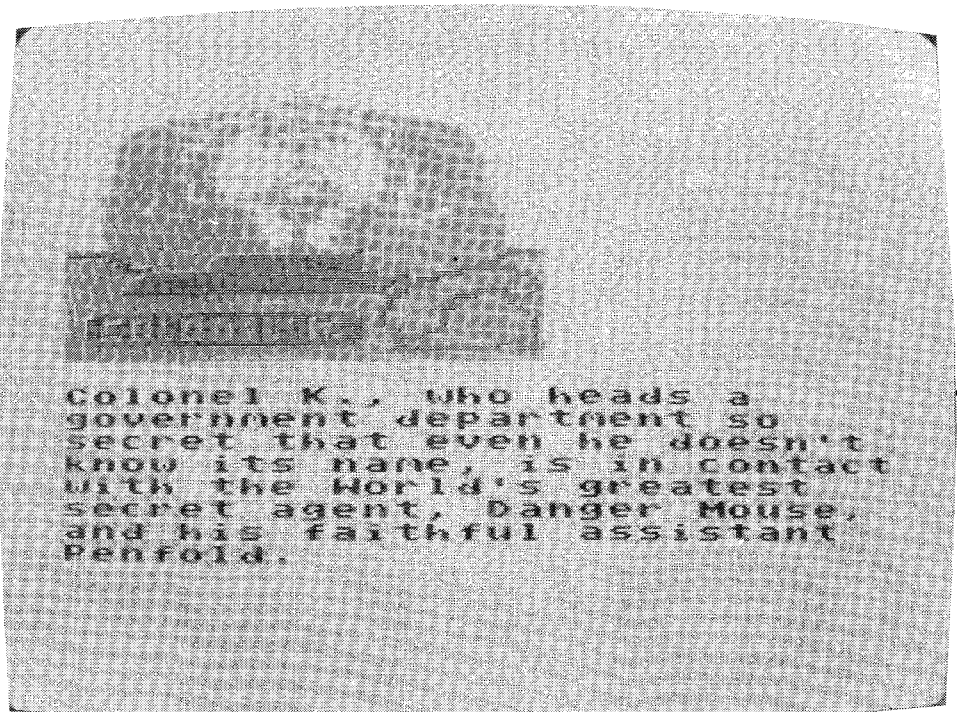 Colonel K., who heads a
government department so
secret that even he doesn't
know its name, is in contact
with the World's greatest
secret agent, Danger Mouse,
and his faithful assistant
Penfold.